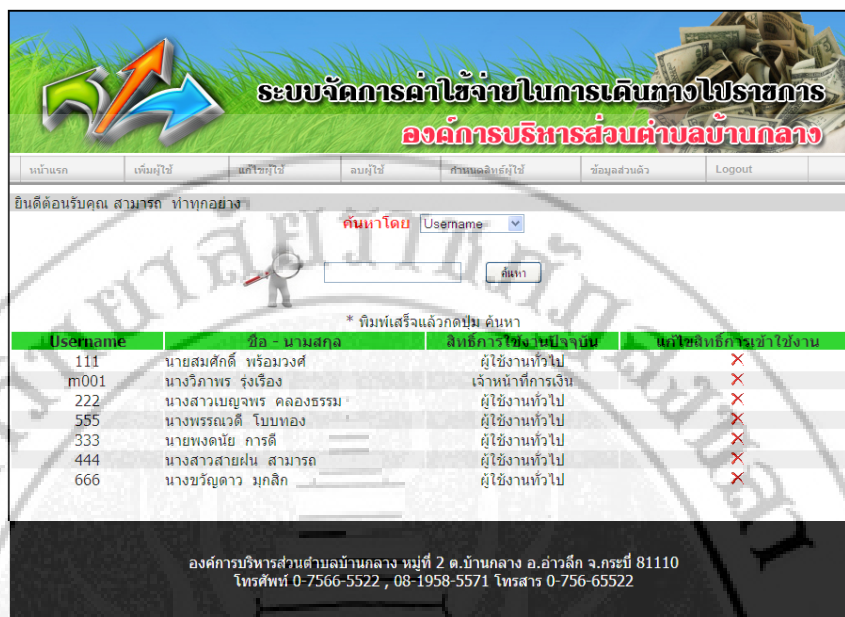 ระบบจัดการค่าใช้จ่ายในการเดินทางไปราชการ
องค์การบริหารส่วนตำบลบ้านกลาง
หน้าแรก เพิ่มผู้ใช้ แก้ไขผู้ใช้ ลบผู้ใช้ กำหนดสิทธิ์ผู้ใช้ ข้อมูลส่วนตัว Logout
ยินดีต้อนรับคุณ สามารถ ทำทุกอย่าง
ค้นหาโดย Username
ค้นหา
* พิมพ์เสร็จแล้วกดปุ่ม ค้นหา
Username ชื่อ - นามสกุล สิทธิ์การใช้งานปัจจุบัน แก้ไขสิทธิ์การเข้าใช้งาน
111 นายสมศักดิ์ พร้อมวงศ์ ผู้ใช้งานทั่วไป
m001 นางวิภาพร รุ่งเรือง เจ้าหน้าที่การเงิน
222 นางสาวเบญจพร คลองธรรม ผู้ใช้งานทั่วไป
555 นางพรรณวดี โบบทอง ผู้ใช้งานทั่วไป
333 นายพงดนัย การดี ผู้ใช้งานทั่วไป
444 นางสาวสายฝน สามารถ ผู้ใช้งานทั่วไป
666 นางขวัญดาว มุกสิก ผู้ใช้งานทั่วไป
องค์การบริหารส่วนตำบลบ้านกลาง หมู่ที่ 2 ต.บ้านกลาง อ.อ่าวลึก จ.กระบี่ 81110
โทรศัพท์ 0-7566-5522 , 08-1958-5571 โทรสาร 0-756-65522